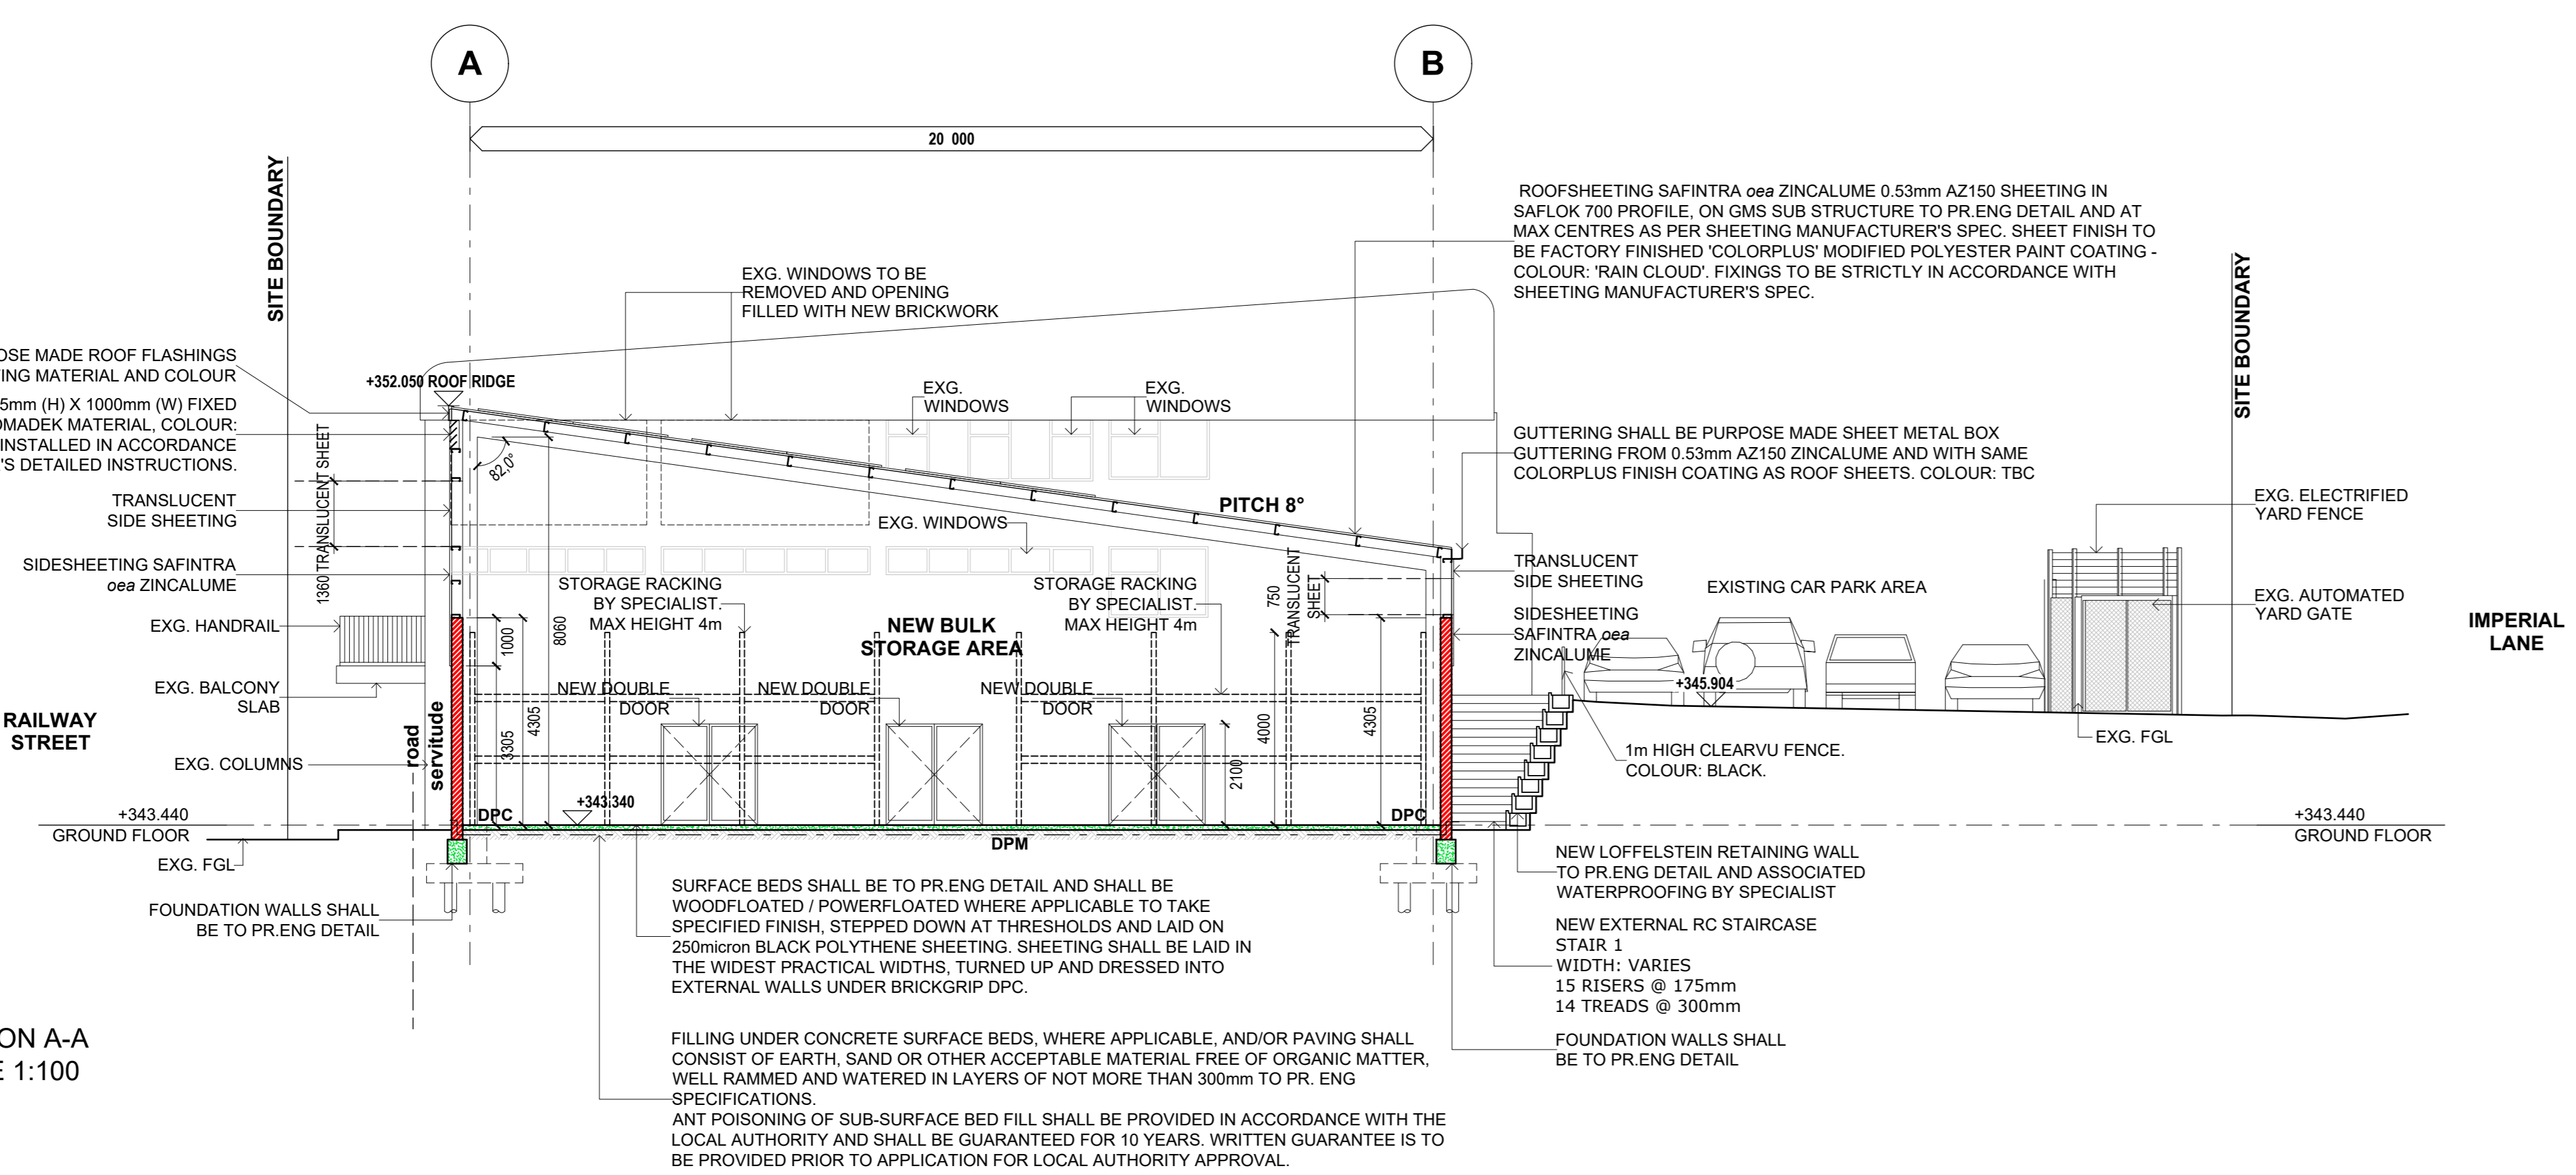 A
B
20 000
SITE BOUNDARY
ROOFSHEETING SAFINTRA oea ZINCALUME 0.53mm AZ150 SHEETING IN
SAFLOK 700 PROFILE, ON GMS SUB STRUCTURE TO PR.ENG DETAIL AND AT
MAX CENTRES AS PER SHEETING MANUFACTURER'S SPEC. SHEET FINISH TO
BE FACTORY FINISHED 'COLORPLUS' MODIFIED POLYESTER PAINT COATING -
COLOUR: 'RAIN CLOUD'. FIXINGS TO BE STRICTLY IN ACCORDANCE WITH
SHEETING MANUFACTURER'S SPEC.
SITE BOUNDARY
EXG. WINDOWS TO BE
REMOVED AND OPENING
FILLED WITH NEW BRICKWORK
OSE MADE ROOF FLASHINGS
ING MATERIAL AND COLOUR
+352.050 ROOF RIDGE
5mm (H) X 1000mm (W) FIXED
OMADEK MATERIAL, COLOUR:
INSTALLED IN ACCORDANCE
'S DETAILED INSTRUCTIONS.
EXG.
WINDOWS
EXG.
WINDOWS
GUTTERING SHALL BE PURPOSE MADE SHEET METAL BOX
GUTTERING FROM 0.53mm AZ150 ZINCALUME AND WITH SAME
COLORPLUS FINISH COATING AS ROOF SHEETS. COLOUR: TBC
1360 TRANSLUCENT SHEET
82,0°
PITCH 8°
TRANSLUCENT
SIDE SHEETING
EXG. WINDOWS
EXG. ELECTRIFIED
YARD FENCE
SIDESHEETING SAFINTRA
oea ZINCALUME
STORAGE RACKING
BY SPECIALIST.
MAX HEIGHT 4m
STORAGE RACKING
BY SPECIALIST.
MAX HEIGHT 4m
750
TRANSLUCENT
SHEET
TRANSLUCENT
SIDE SHEETING
EXISTING CAR PARK AREA
EXG. AUTOMATED
YARD GATE
SIDESHEETING
SAFINTRA oea
ZINCALUME
EXG. HANDRAIL
1000
8060
NEW BULK
STORAGE AREA
IMPERIAL
LANE
EXG. BALCONY
SLAB
NEW DOUBLE
DOOR
NEW DOUBLE
DOOR
NEW DOUBLE
DOOR
+345.904
RAILWAY
STREET
road
servitude
3305
4305
2100
4000
4305
EXG. FGL
1m HIGH CLEARVU FENCE.
COLOUR: BLACK.
EXG. COLUMNS
+343.440
GROUND FLOOR
DPC
+343.340
DPC
+343.440
GROUND FLOOR
DPM
EXG. FGL
NEW LOFFELSTEIN RETAINING WALL
TO PR.ENG DETAIL AND ASSOCIATED
WATERPROOFING BY SPECIALIST
FOUNDATION WALLS SHALL
BE TO PR.ENG DETAIL
SURFACE BEDS SHALL BE TO PR.ENG DETAIL AND SHALL BE
WOODFLOATED / POWERFLOATED WHERE APPLICABLE TO TAKE
SPECIFIED FINISH, STEPPED DOWN AT THRESHOLDS AND LAID ON
250micron BLACK POLYTHENE SHEETING. SHEETING SHALL BE LAID IN
THE WIDEST PRACTICAL WIDTHS, TURNED UP AND DRESSED INTO
EXTERNAL WALLS UNDER BRICKGRIP DPC.
NEW EXTERNAL RC STAIRCASE
STAIR 1
WIDTH: VARIES
15 RISERS @ 175mm
14 TREADS @ 300mm
ON A-A
E 1:100
FILLING UNDER CONCRETE SURFACE BEDS, WHERE APPLICABLE, AND/OR PAVING SHALL
CONSIST OF EARTH, SAND OR OTHER ACCEPTABLE MATERIAL FREE OF ORGANIC MATTER,
WELL RAMMED AND WATERED IN LAYERS OF NOT MORE THAN 300mm TO PR. ENG
SPECIFICATIONS.
ANT POISONING OF SUB-SURFACE BED FILL SHALL BE PROVIDED IN ACCORDANCE WITH THE
LOCAL AUTHORITY AND SHALL BE GUARANTEED FOR 10 YEARS. WRITTEN GUARANTEE IS TO
BE PROVIDED PRIOR TO APPLICATION FOR LOCAL AUTHORITY APPROVAL.
FOUNDATION WALLS SHALL
BE TO PR.ENG DETAIL